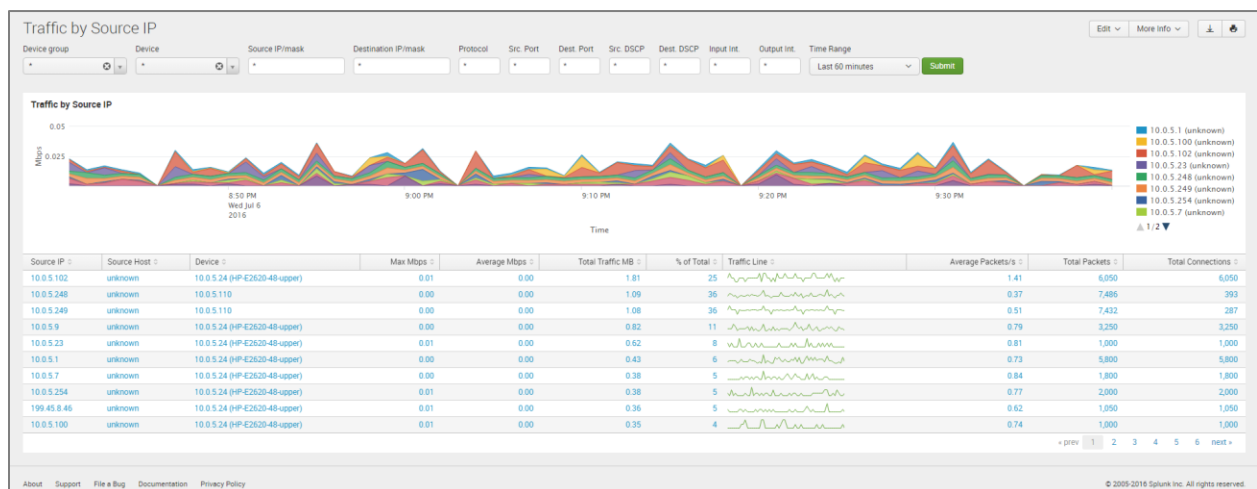 Traffic by Source IP
Edit
More Info
Device group
Device
Source IP/mask
Destination IP/mask
Protocol
Src. Port
Dest. Port
Src. DSCP
Dest. DSCP
Input Int.
Output Int.
Time Range
* * * * * * * * * * * Last 60 minutes Submit
Traffic by Source IP
0.05
0.025
Mbps
8:50 PM
Wed Jul 6
2016
9:00 PM
9:10 PM
9:20 PM
9:30 PM
Time
10.0.5.1 (unknown)
10.0.5.100 (unknown)
10.0.5.102 (unknown)
10.0.5.23 (unknown)
10.0.5.248 (unknown)
10.0.5.249 (unknown)
10.0.5.254 (unknown)
10.0.5.7 (unknown)
1/2
Source IP Source Host Device Max Mbps Average Mbps Total Traffic MB % of Total Traffic Line Average Packets/s Total Packets Total Connections
10.0.5.102 unknown 10.0.5.24 (HP-E2620-48-upper) 0.01 0.00 1.81 25 1.41 6,050 6,050
10.0.5.248 unknown 10.0.5.110 0.00 0.00 1.09 36 0.37 7,486 393
10.0.5.249 unknown 10.0.5.110 0.00 0.00 1.08 36 0.51 7,432 287
10.0.5.9 unknown 10.0.5.24 (HP-E2620-48-upper) 0.00 0.00 0.82 11 0.79 3,250 3,250
10.0.5.23 unknown 10.0.5.24 (HP-E2620-48-upper) 0.01 0.00 0.62 8 0.81 1,000 1,000
10.0.5.1 unknown 10.0.5.24 (HP-E2620-48-upper) 0.00 0.00 0.43 6 0.73 5,800 5,800
10.0.5.7 unknown 10.0.5.24 (HP-E2620-48-upper) 0.00 0.00 0.38 5 0.84 1,800 1,800
10.0.5.254 unknown 10.0.5.24 (HP-E2620-48-upper) 0.01 0.00 0.38 5 0.77 2,000 2,000
199.45.8.46 unknown 10.0.5.24 (HP-E2620-48-upper) 0.01 0.00 0.36 5 0.62 1,050 1,050
10.0.5.100 unknown 10.0.5.24 (HP-E2620-48-upper) 0.01 0.00 0.35 4 0.74 1,000 1,000
« prev 1 2 3 4 5 6 next »
About Support File a Bug Documentation Privacy Policy
© 2005-2016 Splunk Inc. All rights reserved.